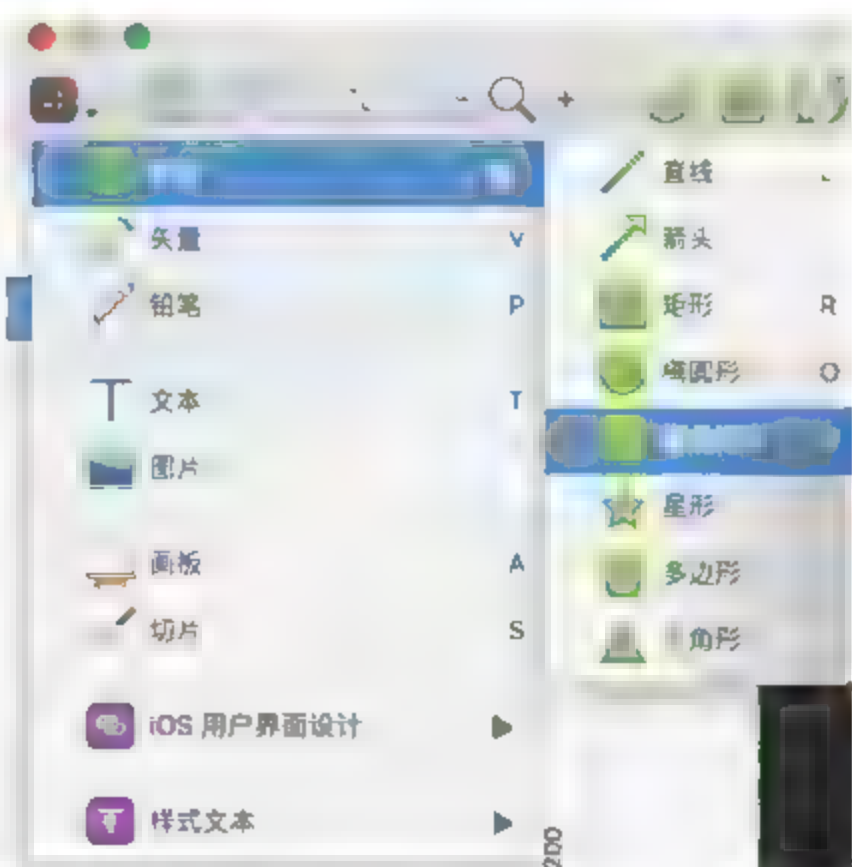 矢量 V
铅笔 P
文本 T
图片
画板 A
切片 S
iOS 用户界面设计
样式文本
直线
箭头
矩形 R
椭圆形 O
星形
多边形
角形